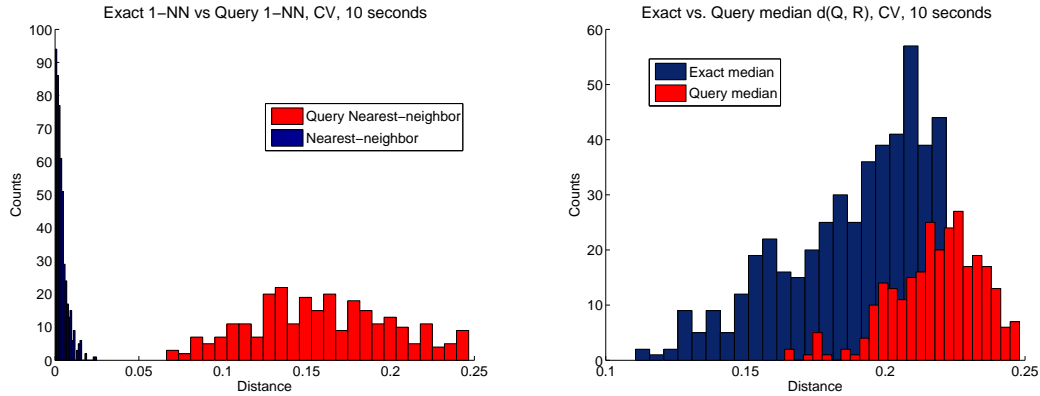 Exact 1−NN vs Query 1−NN, CV, 10 seconds
100
90
80
70
60
50
40
30
20
10
0
Counts
Query Nearest−neighbor
Nearest−neighbor
0 0.05 0.1 0.15 0.2 0.25
Distance
Exact vs. Query median d(Q, R), CV, 10 seconds
60
50
40
30
20
10
0
Counts
Exact median
Query median
0.1 0.15 0.2 0.25
Distance